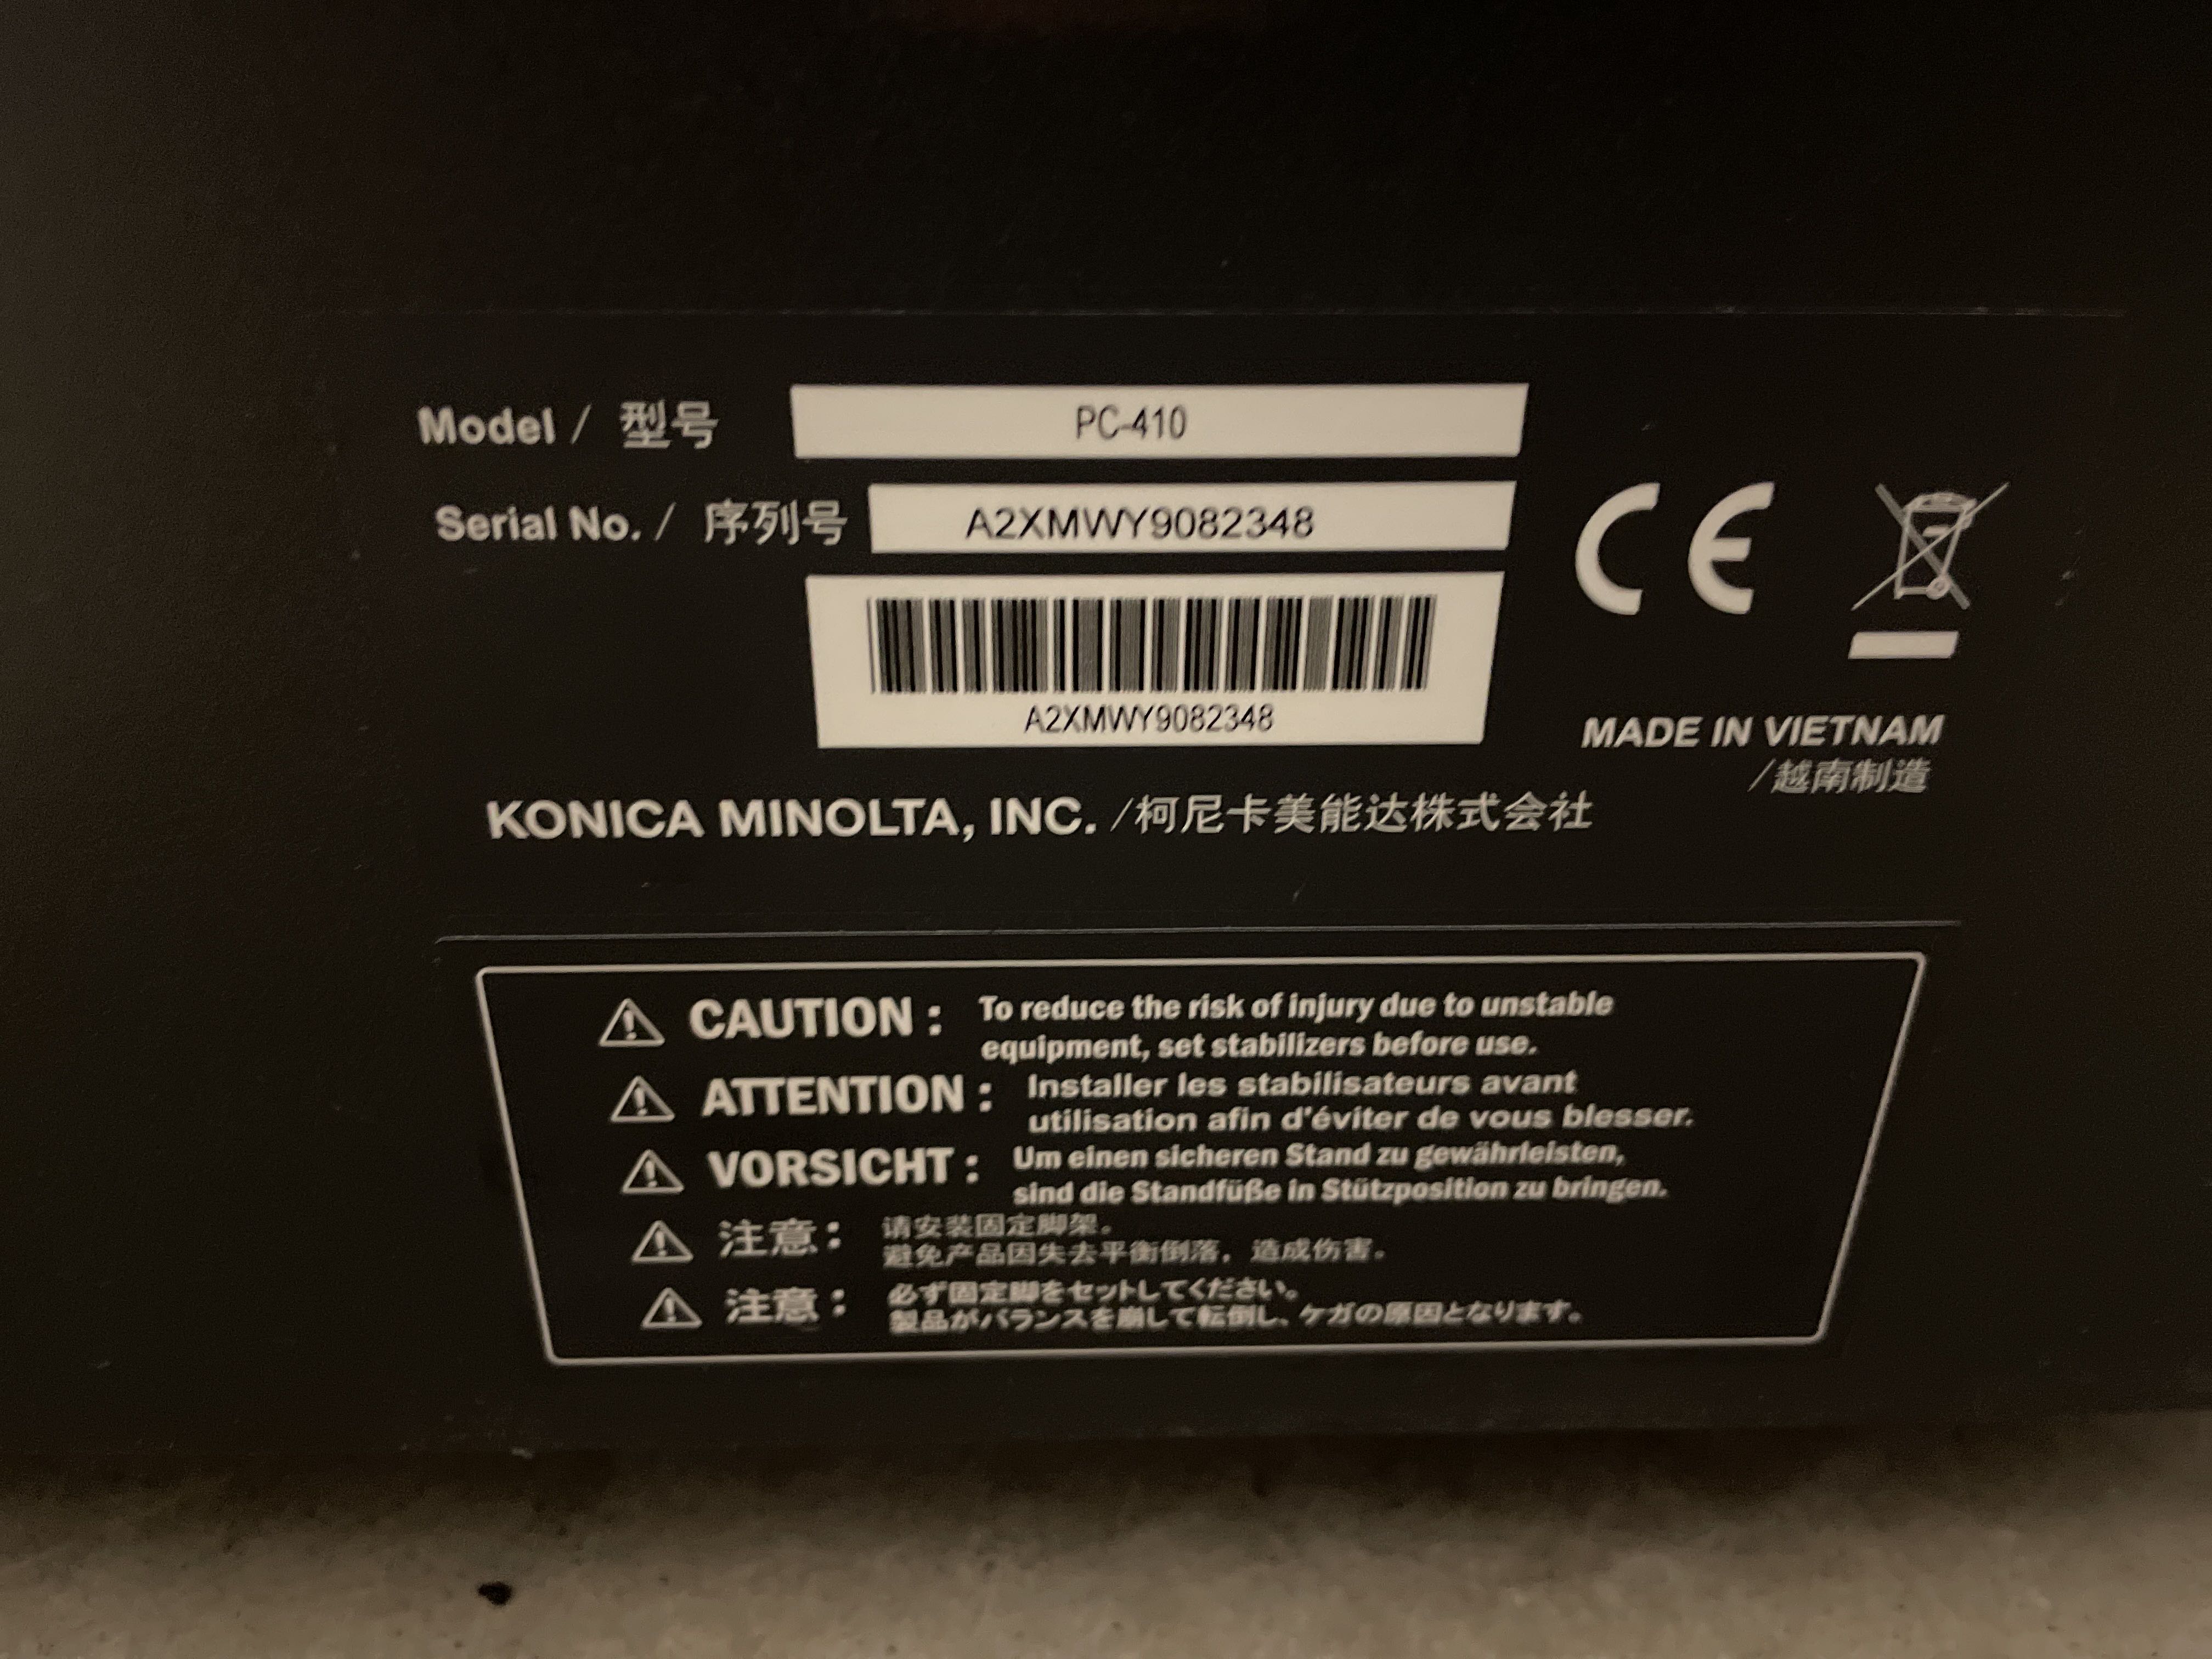 Model / 型号 PC-410
Serial No. / 序列号 A2XMWY9082348
A2XMWY9082348
CE
MADE IN VIETNAM
/越南制造
KONICA MINOLTA, INC. /柯尼卡美能达株式会社
CAUTION : To reduce the risk of injury due to unstable
equipment, set stabilizers before use.
ATTENTION : Installer les stabilisateurs avant
utilisation afin d'éviter de vous blesser.
VORSICHT : Um einen sicheren Stand zu gewährleisten,
sind die Standfüße in Stützposition zu bringen.
注意： 请安装固定脚架。
避免产品因失去平衡倒落，造成伤害。
注意： 必ず固定脚をセットしてください。
製品がバランスを崩して転倒し、ケガの原因となります。